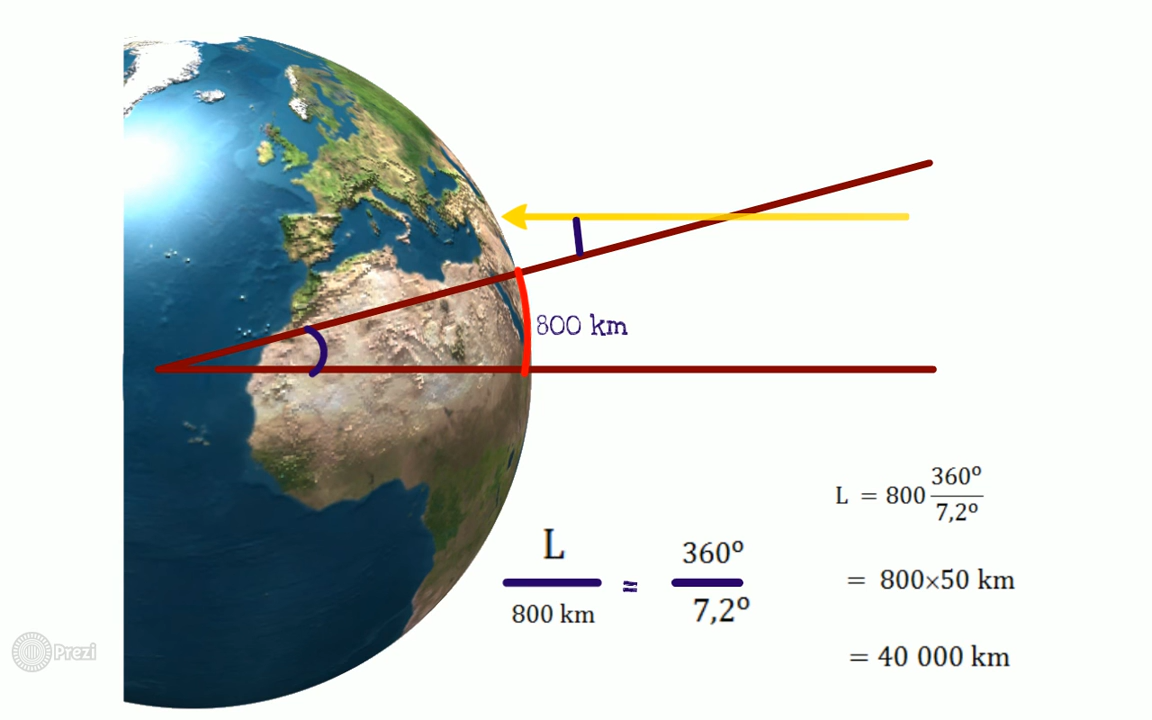 800 km
L = 800 360º/7,2º
L/800 km = 360º/7,2º
= 800×50 km
= 40 000 km
Prezi